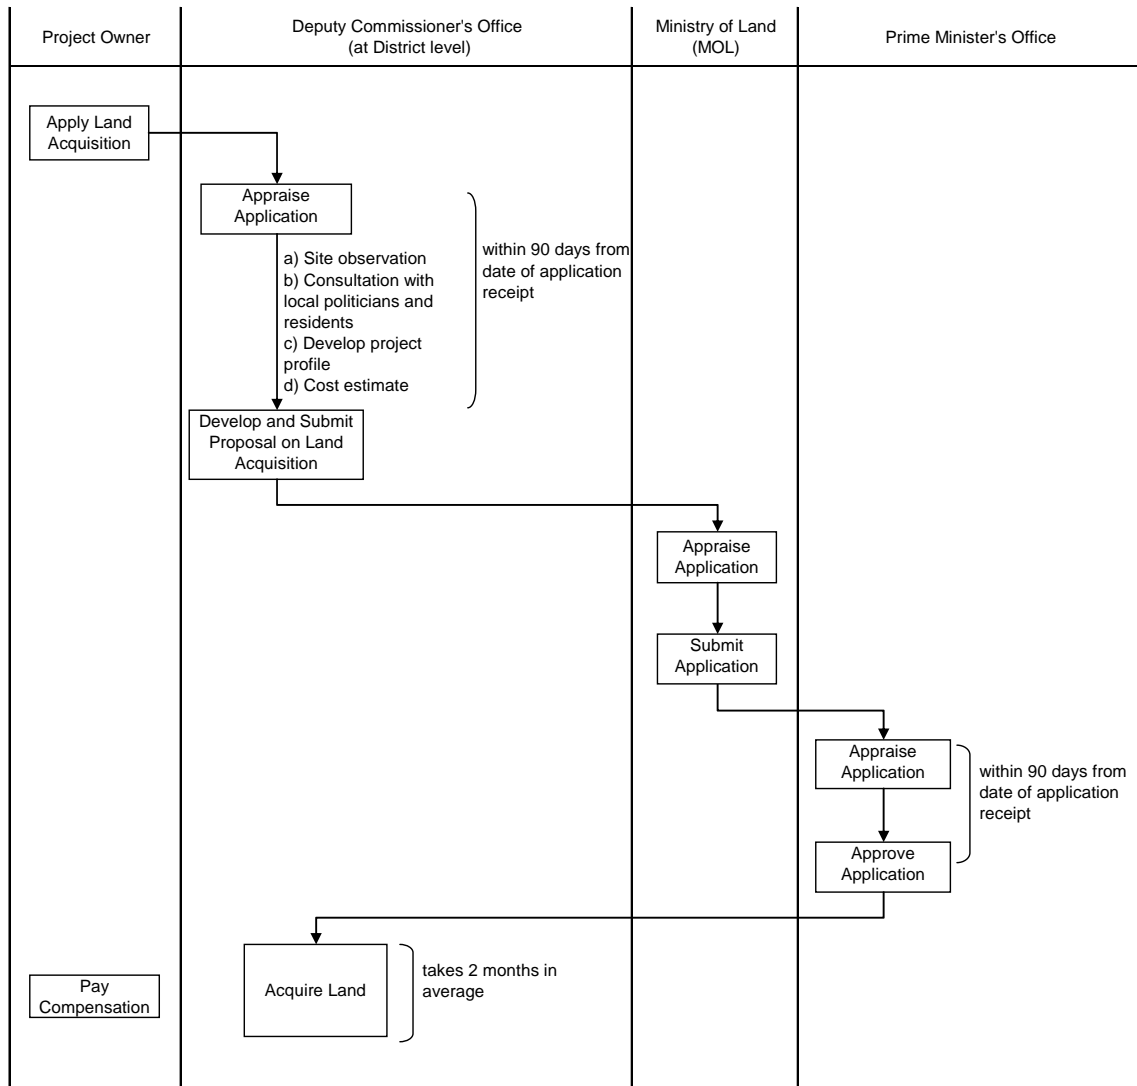 Project Owner
Deputy Commissioner's Office
(at District level)
Ministry of Land
(MOL)
Prime Minister's Office
Apply Land
Acquisition
Appraise
Application
a) Site observation
b) Consultation with
local politicians and
residents
c) Develop project
profile
d) Cost estimate
within 90 days from
date of application
receipt
Develop and Submit
Proposal on Land
Acquisition
Appraise
Application
Submit
Application
Appraise
Application
within 90 days from
date of application
receipt
Approve
Application
Pay
Compensation
Acquire Land
takes 2 months in
average